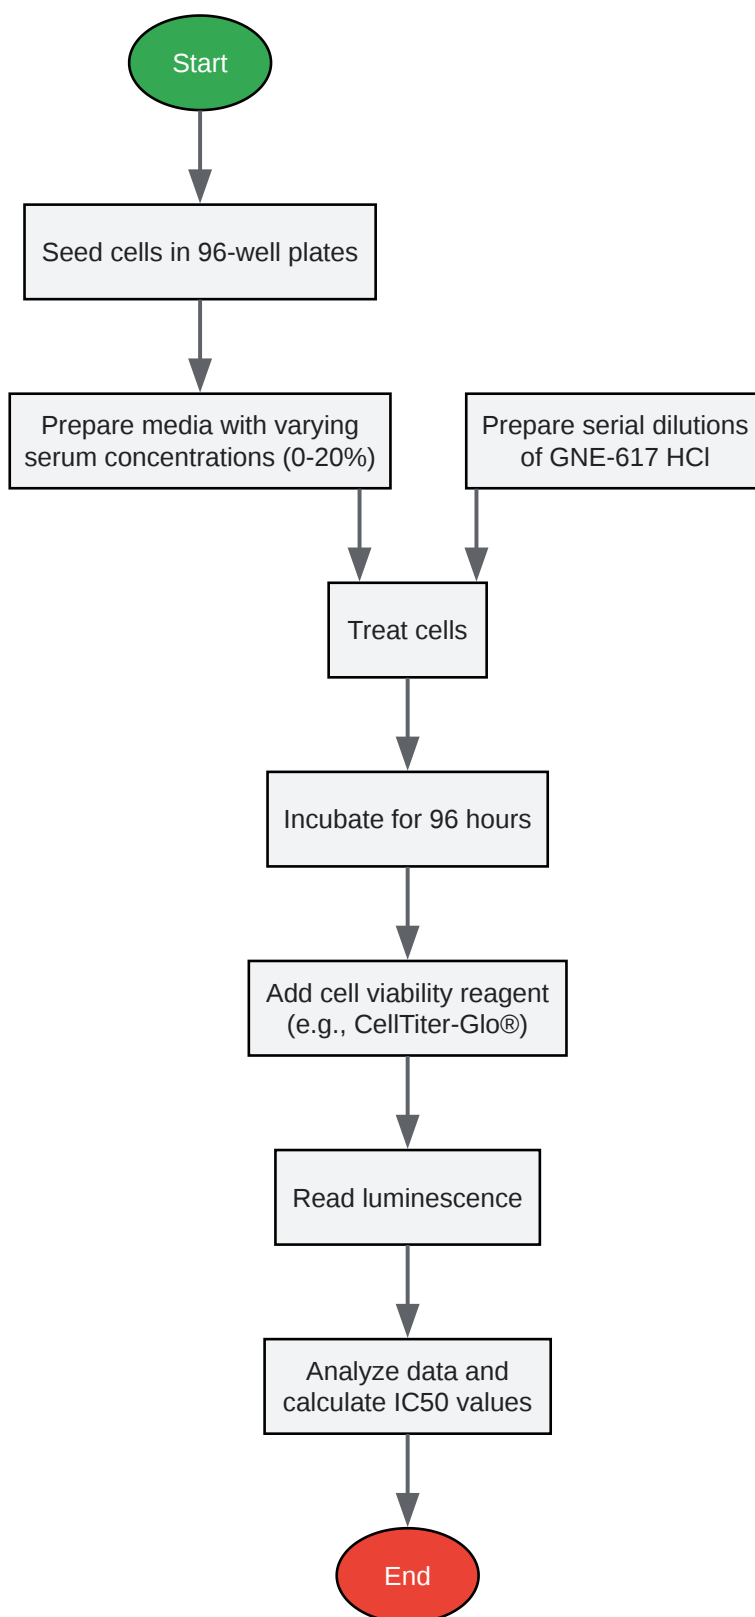 Start
Seed cells in 96-well plates
Prepare media with varying
serum concentrations (0-20%)
Prepare serial dilutions
of GNE-617 HCl
Treat cells
Incubate for 96 hours
Add cell viability reagent
(e.g., CellTiter-Glo®)
Read luminescence
Analyze data and
calculate IC50 values
End